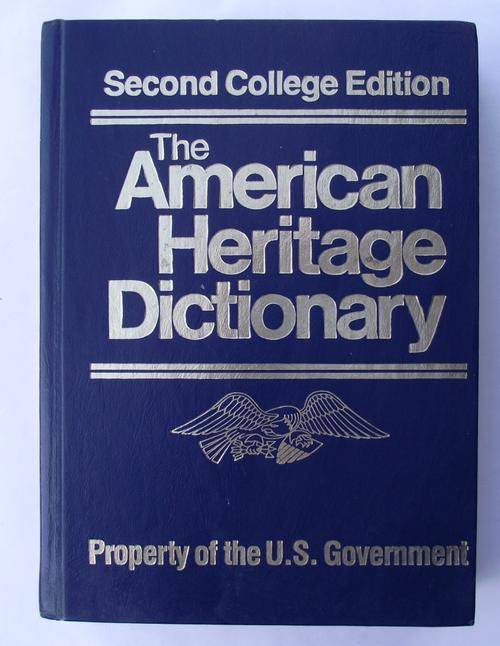 Second College Edition
The
American
Heritage
Dictionary
Property of the U.S. Government